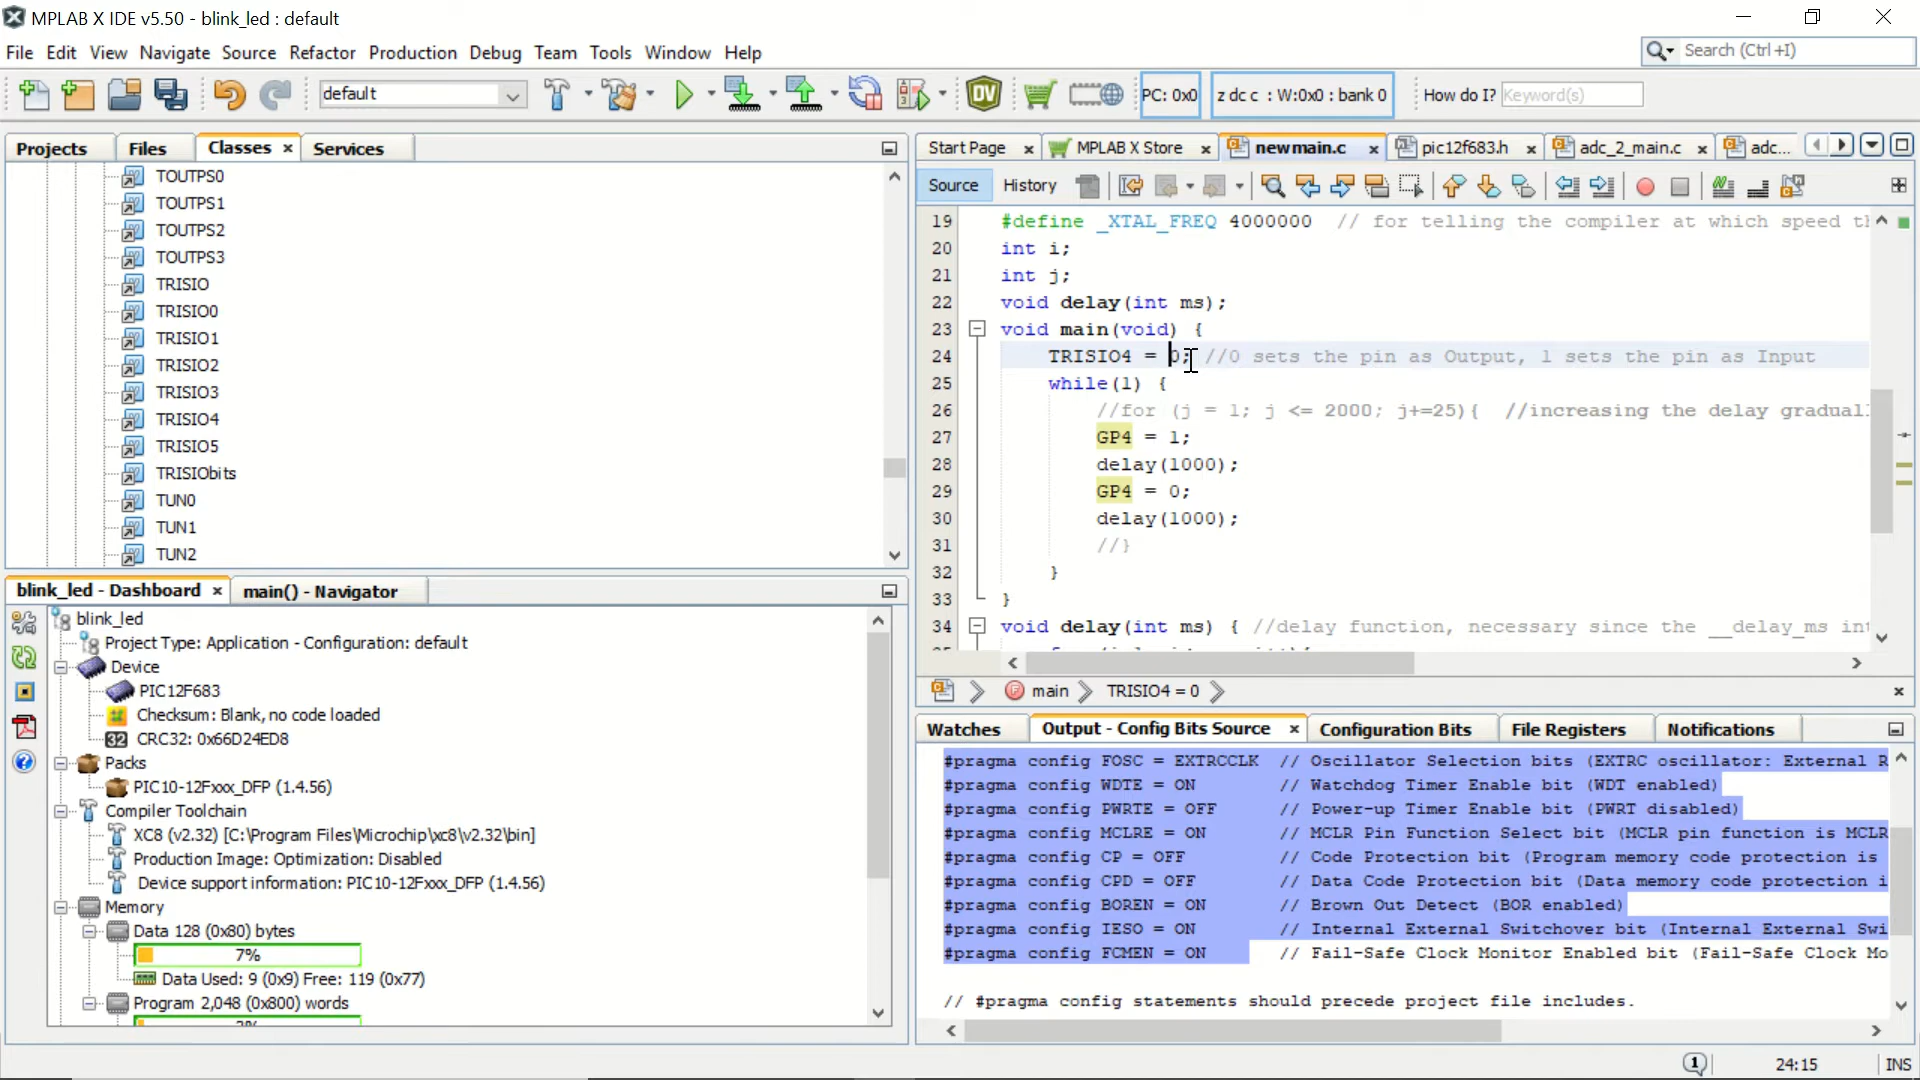 MPLAB X IDE v5.50 - blink_led : default
File Edit View Navigate Source Refactor Production Debug Team Tools Window Help
Search (Ctrl+I)
default
PC: 0x0
z dc c : W:0x0 : bank 0
How do I? Keyword(s)
Projects Files Classes Services
TOUTPS0
TOUTPS1
TOUTPS2
TOUTPS3
TRISIO
TRISIO0
TRISIO1
TRISIO2
TRISIO3
TRISIO4
TRISIO5
TRISIObits
TUN0
TUN1
TUN2
blink_led - Dashboard main() - Navigator
blink_led
Project Type: Application - Configuration: default
Device
PIC12F683
Checksum: Blank, no code loaded
CRC32: 0x66D24ED8
Packs
PIC10-12Fxxx_DFP (1.4.56)
Compiler Toolchain
XC8 (v2.32) [C:\Program Files\Microchip\xc8\v2.32\bin]
Production Image: Optimization: Disabled
Device support information: PIC10-12Fxxx_DFP (1.4.56)
Memory
Data 128 (0x80) bytes
7%
Data Used: 9 (0x9) Free: 119 (0x77)
Program 2,048 (0x800) words
Start Page MPLAB X Store newmain.c pic12f683.h adc_2_main.c adc...
Source History
19 #define _XTAL_FREQ 4000000 // for telling the compiler at which speed th
20 int i;
21 int j;
22 void delay(int ms);
23 void main(void) {
24 TRISIO4 = 0; //0 sets the pin as Output, 1 sets the pin as Input
25 while(1) {
26 //for (j = 1; j <= 2000; j+=25){ //increasing the delay gradual
27 GP4 = 1;
28 delay(1000);
29 GP4 = 0;
30 delay(1000);
31 //}
32 }
33 }
34 void delay(int ms) { //delay function, necessary since the __delay_ms in
main TRISIO4 = 0
Watches Output - Config Bits Source Configuration Bits File Registers Notifications
#pragma config FOSC = EXTRCCLK // Oscillator Selection bits (EXTRC oscillator: External R
#pragma config WDTE = ON // Watchdog Timer Enable bit (WDT enabled)
#pragma config PWRTE = OFF // Power-up Timer Enable bit (PWRT disabled)
#pragma config MCLRE = ON // MCLR Pin Function Select bit (MCLR pin function is MCLR
#pragma config CP = OFF // Code Protection bit (Program memory code protection is
#pragma config CPD = OFF // Data Code Protection bit (Data memory code protection i
#pragma config BOREN = ON // Brown Out Detect (BOR enabled)
#pragma config IESO = ON // Internal External Switchover bit (Internal External Swi
#pragma config FCMEN = ON // Fail-Safe Clock Monitor Enabled bit (Fail-Safe Clock Mo
// #pragma config statements should precede project file includes.
1 24:15 INS